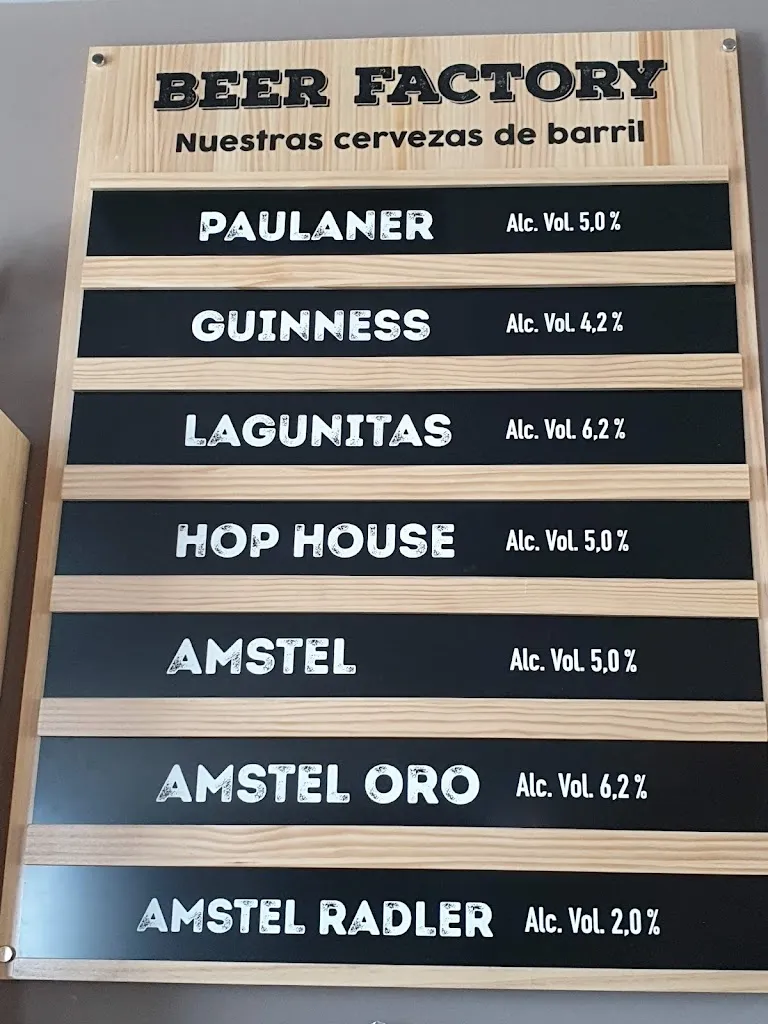 BEER FACTORY
Nuestras cervezas de barril
PAULANER Alc. Vol. 5,0 %
GUINNESS Alc. Vol. 4,2 %
LAGUNITAS Alc. Vol. 6,2 %
HOP HOUSE Alc. Vol. 5,0 %
AMSTEL Alc. Vol. 5,0 %
AMSTEL ORO Alc. Vol. 6,2 %
AMSTEL RADLER Alc. Vol. 2,0 %